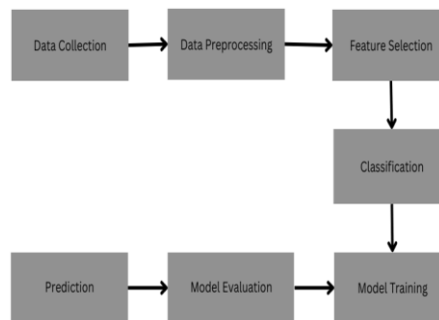 Data Collection
Data Preprocessing
Feature Selection
Classification
Prediction
Model Evaluation
Model Training